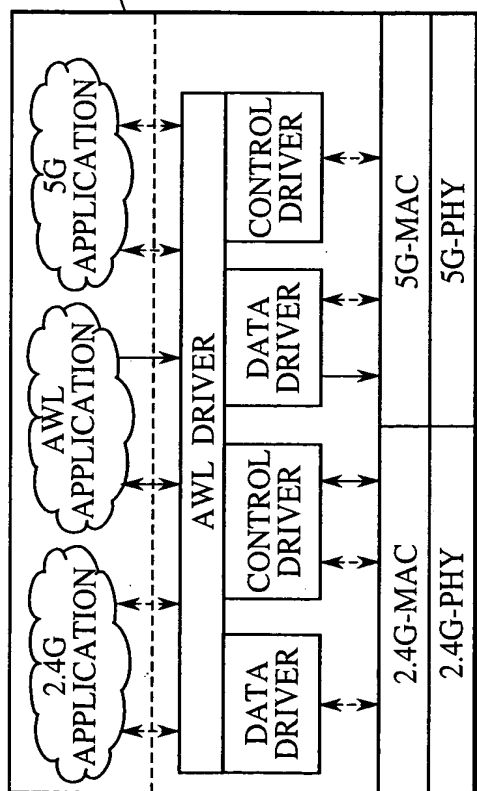 2.4G
APPLICATION
AWL
APPLICATION
5G
APPLICATION
AWL DRIVER
DATA
DRIVER
CONTROL
DRIVER
DATA
DRIVER
CONTROL
DRIVER
2.4G-MAC
5G-MAC
2.4G-PHY
5G-PHY